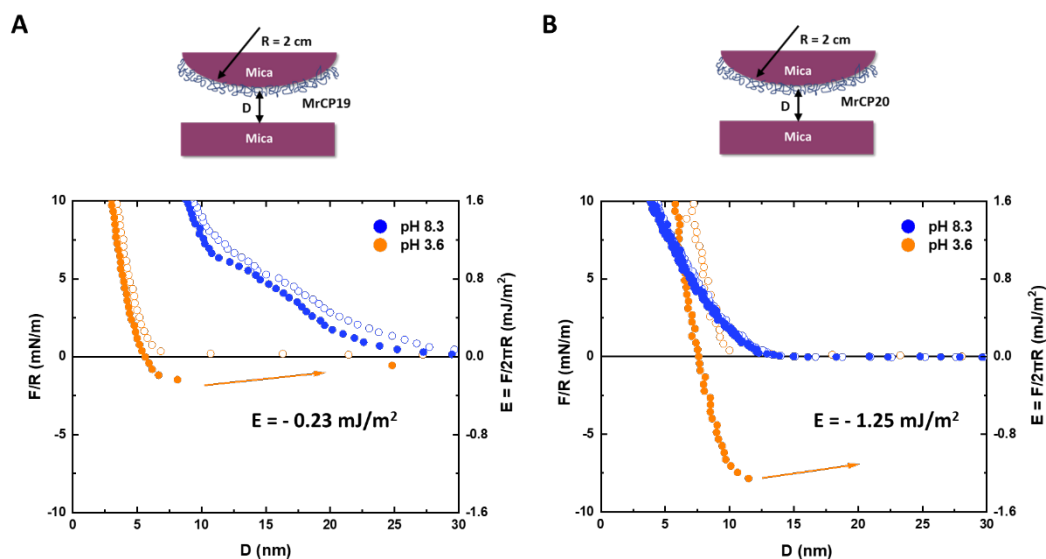 A
R = 2 cm
Mica
D
MrCP19
Mica
10
5
0
-5
-10
F/R (mN/m)
1.6
0.8
0.0
-0.8
-1.6
E = F/2πR (mJ/m²)
pH 8.3
pH 3.6
E = - 0.23 mJ/m²
0 5 10 15 20 25 30
D (nm)
B
R = 2 cm
Mica
D
MrCP20
Mica
10
5
0
-5
-10
F/R (mN/m)
1.6
0.8
0.0
-0.8
-1.6
E = F/2πR (mJ/m²)
pH 8.3
pH 3.6
E = - 1.25 mJ/m²
0 5 10 15 20 25 30
D (nm)